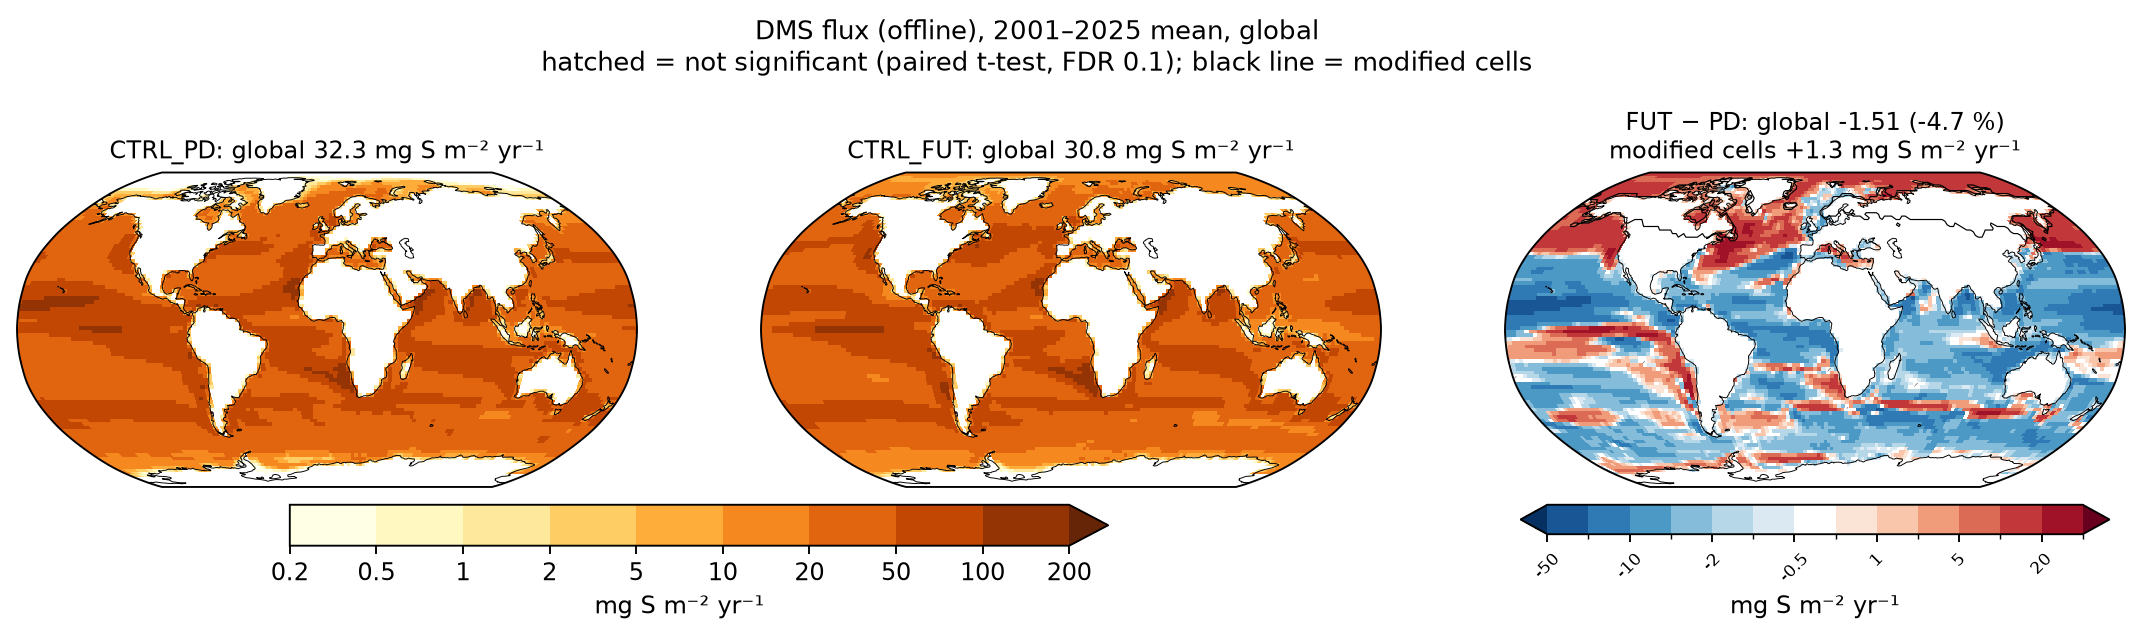 DMS flux (offline), 2001–2025 mean, global
hatched = not significant (paired t-test, FDR 0.1); black line = modified cells
CTRL_PD: global 32.3 mg S m⁻² yr⁻¹
CTRL_FUT: global 30.8 mg S m⁻² yr⁻¹
FUT − PD: global -1.51 (-4.7 %)
modified cells +1.3 mg S m⁻² yr⁻¹
0.2 0.5 1 2 5 10 20 50 100 200
mg S m⁻² yr⁻¹
-50 -10 -2 -0.5 1 5 20
mg S m⁻² yr⁻¹